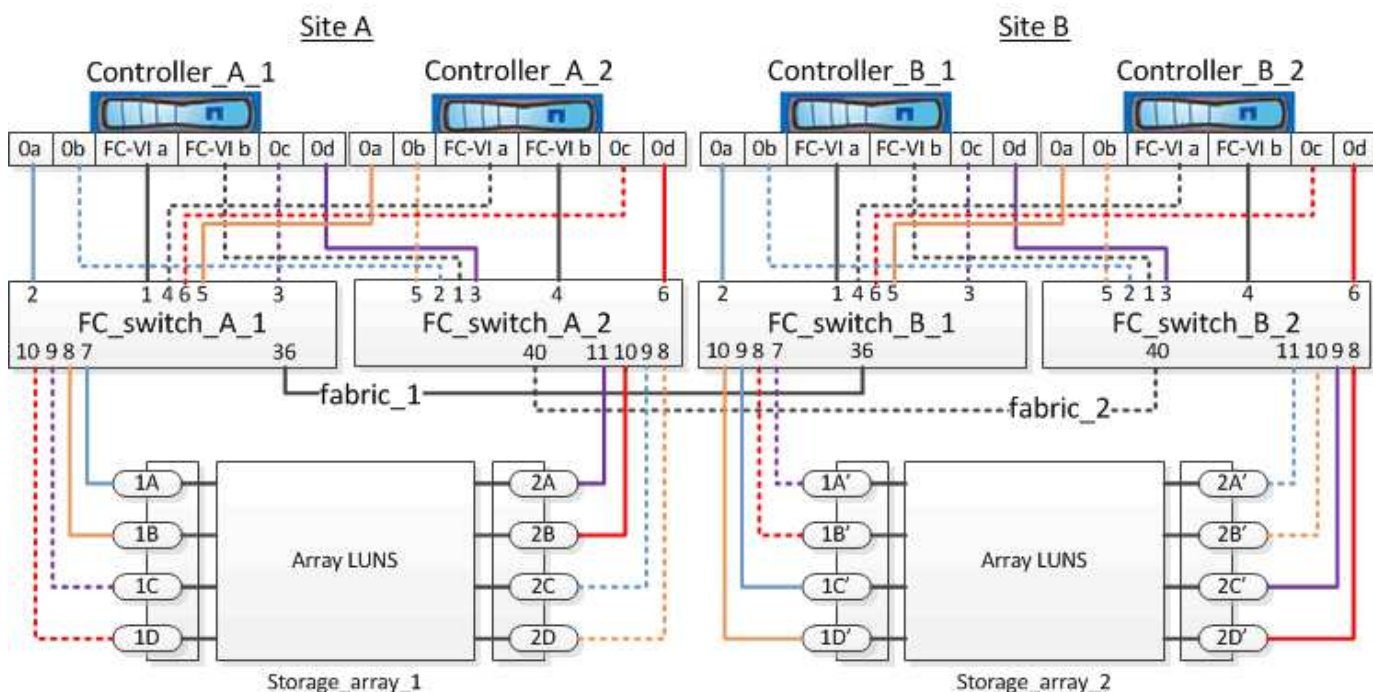 Site A Site B
Controller_A_1 Controller_A_2 Controller_B_1 Controller_B_2
0a 0b FC-VI a FC-VI b 0c 0d 0a 0b FC-VI a FC-VI b 0c 0d 0a 0b FC-VI a FC-VI b 0c 0d 0a 0b FC-VI a FC-VI b 0c 0d
2 1 4 6 5 3 5 2 1 3 4 6 2 1 4 6 5 3 5 2 1 3 4 6
FC_switch_A_1 FC_switch_A_2 FC_switch_B_1 FC_switch_B_2
10 9 8 7 36 40 11 10 9 8 10 9 8 7 36 40 11 10 9 8
fabric_1 fabric_2
1A 2A 1A' 2A'
1B 2B 1B' 2B'
Array LUNS Array LUNS
1C 2C 1C' 2C'
1D 2D 1D' 2D'
Storage_array_1 Storage_array_2